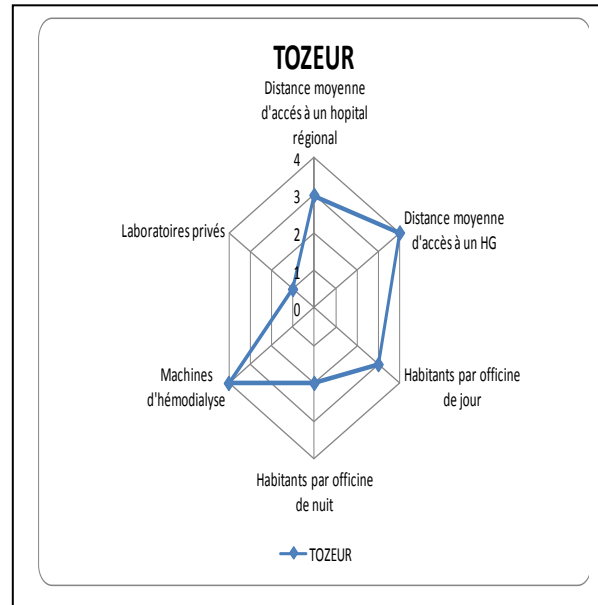 TOZEUR
Distance moyenne
d'accés à un hopital
régional
4
3
2
1
0
Distance moyenne
d'accès à un HG
Laboratoires privés
Machines
d'hémodialyse
Habitants par officine
de jour
Habitants par officine
de nuit
TOZEUR